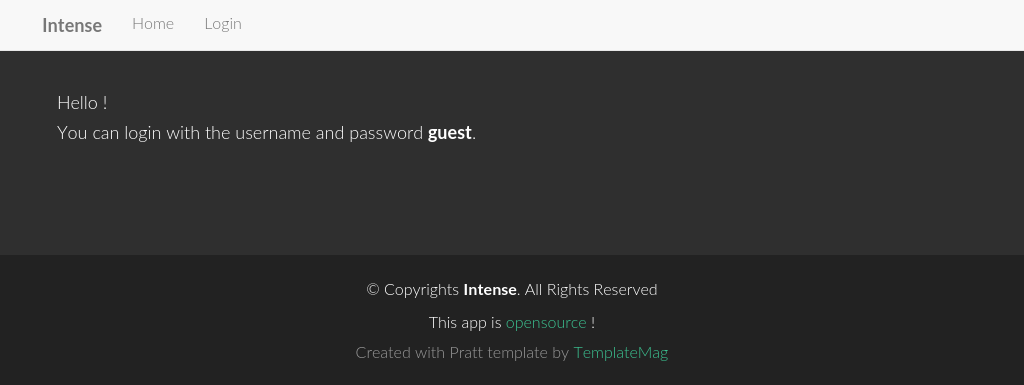 Intense Home Login
Hello !
You can login with the username and password guest.
© Copyrights Intense. All Rights Reserved
This app is opensource !
Created with Pratt template by TemplateMag